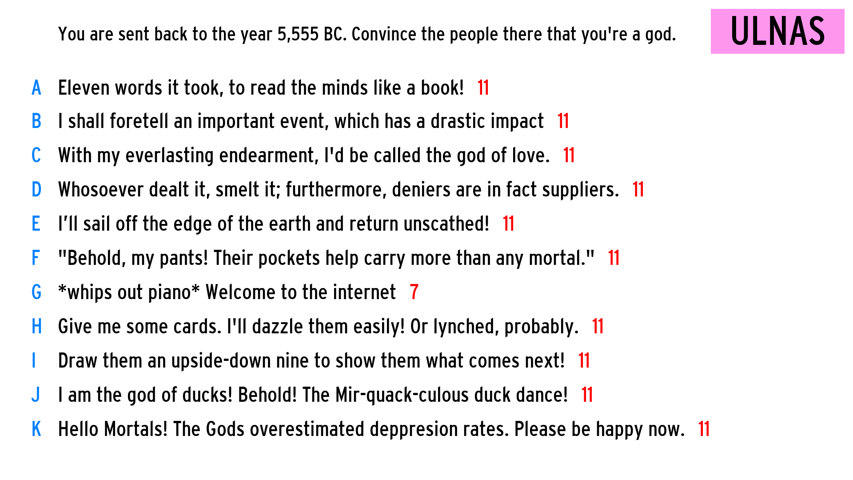 You are sent back to the year 5,555 BC. Convince the people there that you're a god.
ULNAS
A Eleven words it took, to read the minds like a book! 11
B I shall foretell an important event, which has a drastic impact 11
C With my everlasting endearment, I'd be called the god of love. 11
D Whosoever dealt it, smelt it; furthermore, deniers are in fact suppliers. 11
E I’ll sail off the edge of the earth and return unscathed! 11
F "Behold, my pants! Their pockets help carry more than any mortal." 11
G *whips out piano* Welcome to the internet 7
H Give me some cards. I'll dazzle them easily! Or lynched, probably. 11
I Draw them an upside-down nine to show them what comes next! 11
J I am the god of ducks! Behold! The Mir-quack-culous duck dance! 11
K Hello Mortals! The Gods overestimated deppresion rates. Please be happy now. 11